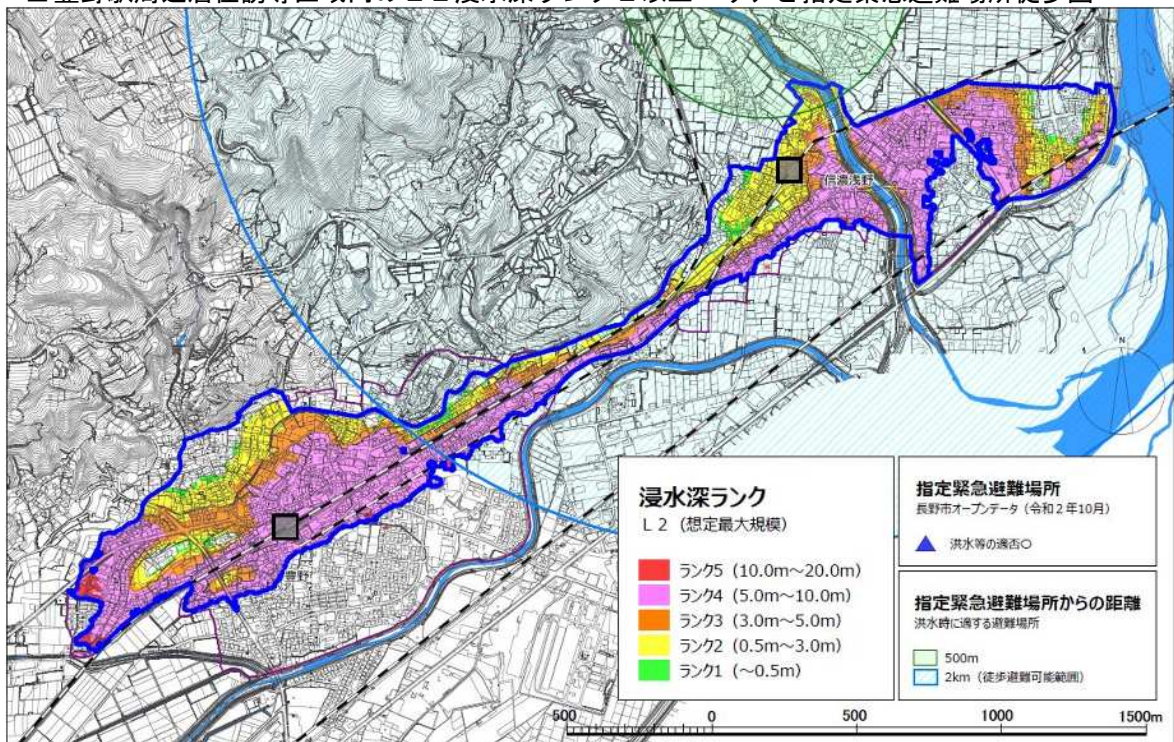 信濃浅野
豊野
N
浸水深ランク
L2（想定最大規模）
ランク5（10.0m～20.0m）
ランク4（5.0m～10.0m）
ランク3（3.0m～5.0m）
ランク2（0.5m～3.0m）
ランク1（～0.5m）
指定緊急避難場所
長野市オープンデータ（令和２年10月）
洪水等の適否〇
指定緊急避難場所からの距離
洪水時に適する避難場所
500m
2km（徒歩避難可能範囲）
500 0 500 1000 1500m